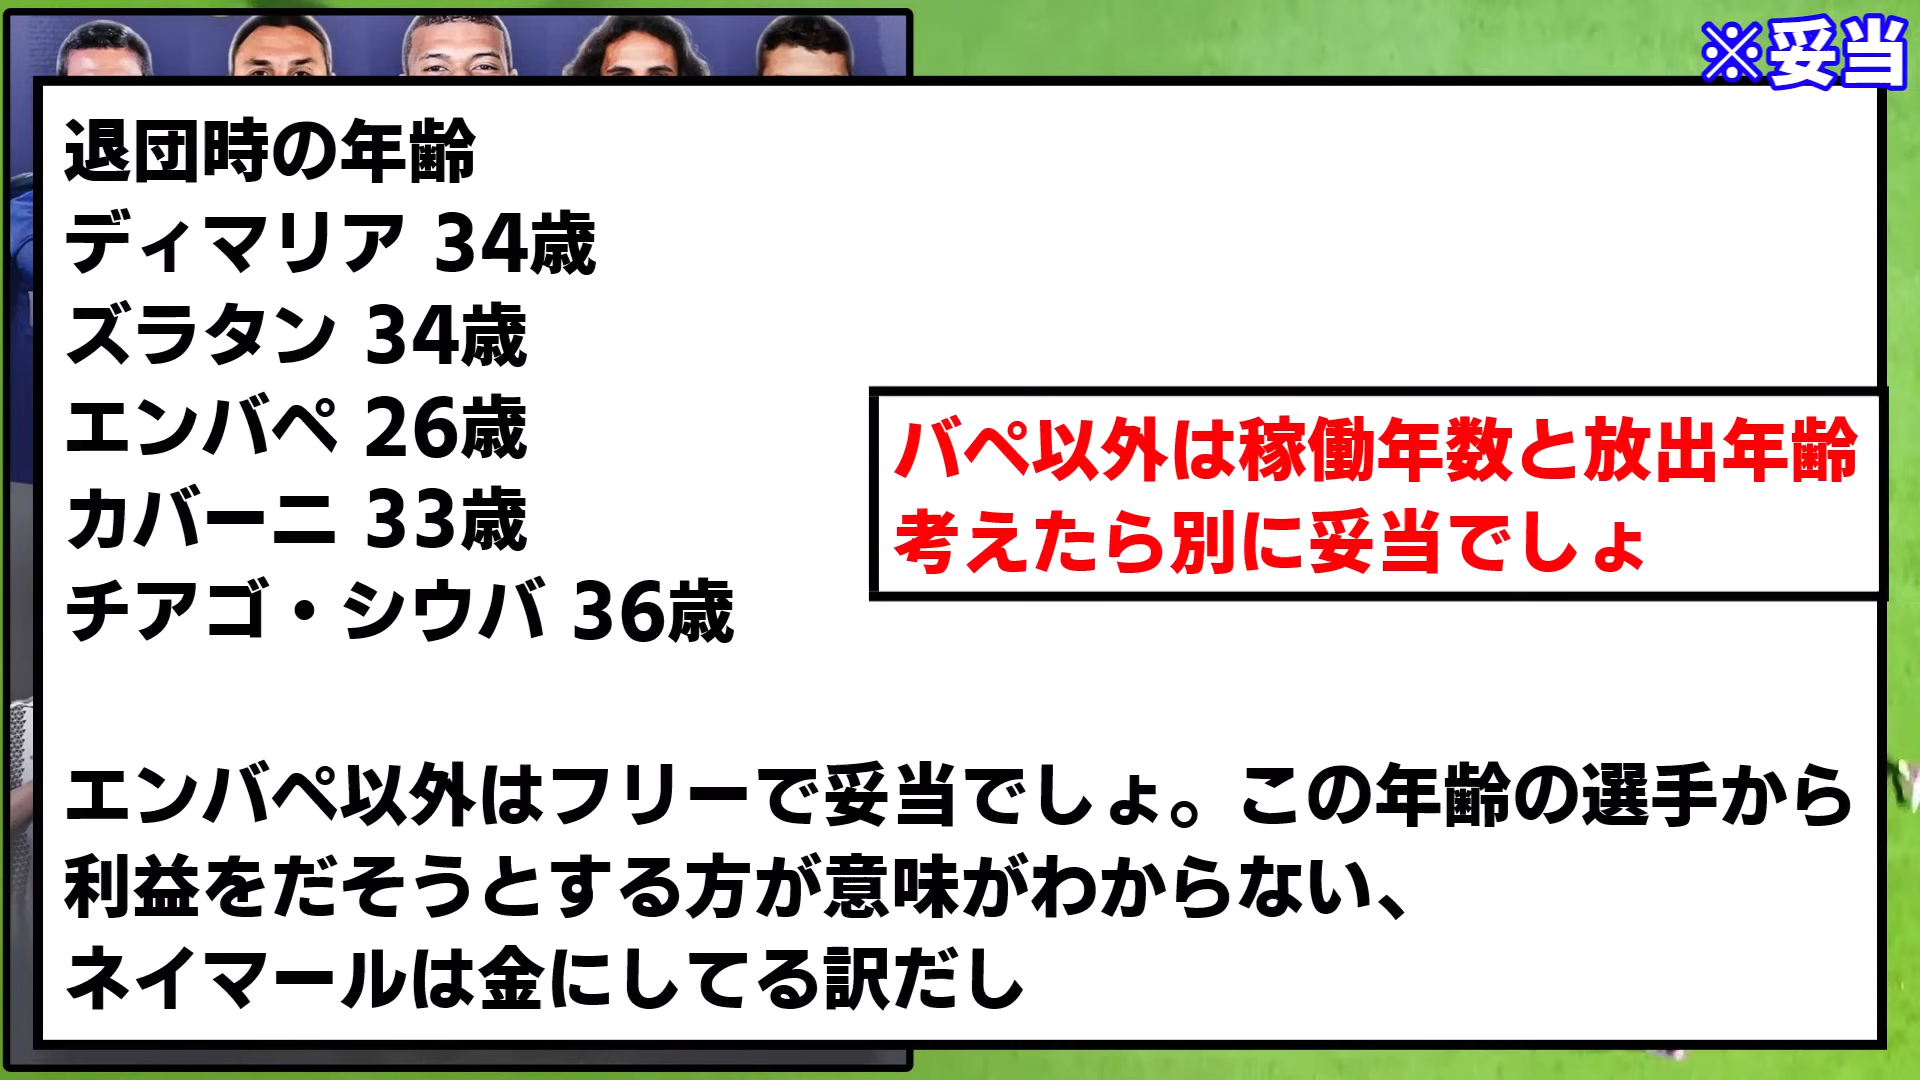 ※妥当
退団時の年齢
ディマリア 34歳
ズラタン 34歳
エンバペ 26歳
カバーニ 33歳
チアゴ・シウバ 36歳
バペ以外は稼働年数と放出年齢
考えたら別に妥当でしょ
エンバペ以外はフリーで妥当でしょ。この年齢の選手から
利益をだそうとする方が意味がわからない、
ネイマールは金にしてる訳だし